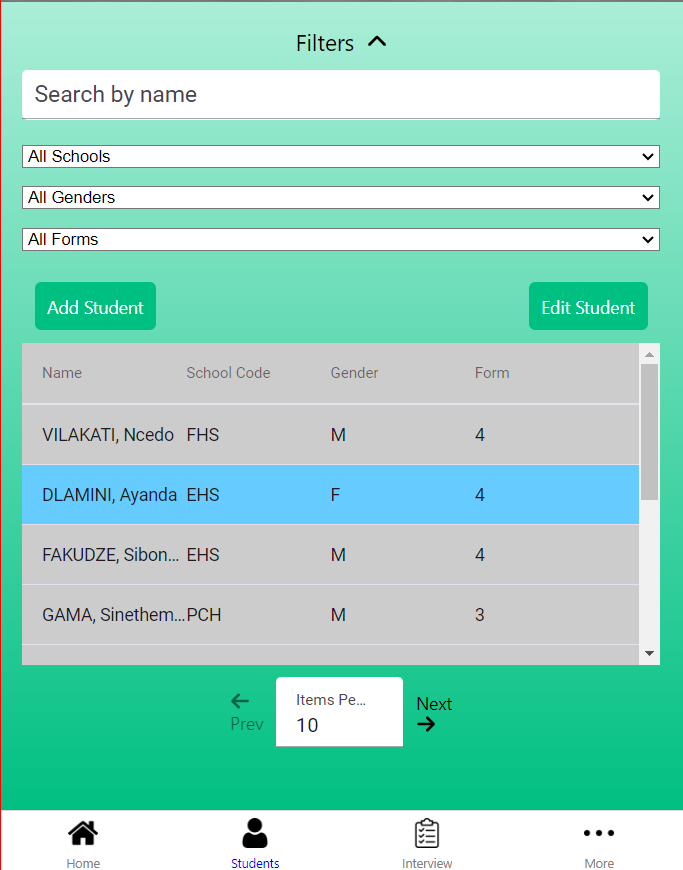 Filters
Search by name
All Schools
All Genders
All Forms
Add Student Edit Student
Name School Code Gender Form
VILAKATI, Ncedo FHS M 4
DLAMINI, Ayanda EHS F 4
FAKUDZE, Sibon... EHS M 4
GAMA, Sinethem... PCH M 3
Prev Items Pe... Next
10
Home Students Interview More